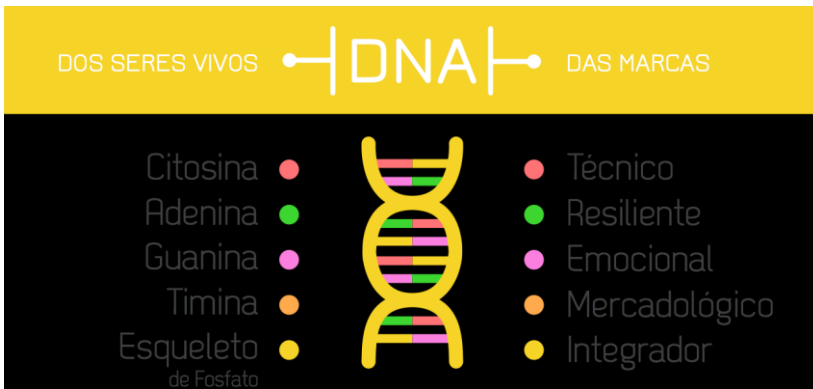 DOS SERES VIVOS DNA DAS MARCAS
Citosina Técnico
Adenina Resiliente
Guanina Emocional
Timina Mercadológico
Esqueleto Integrador
de Fosfato